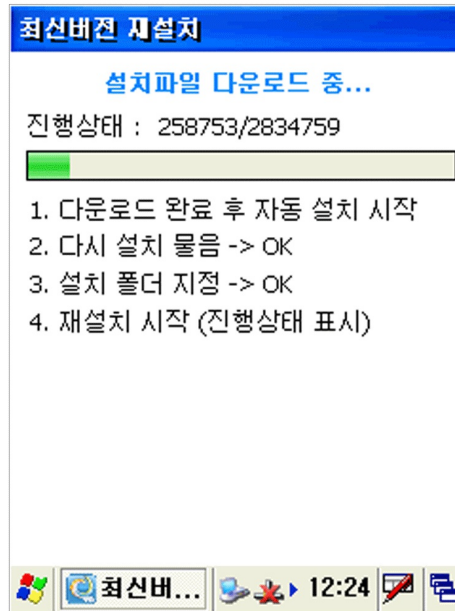 최신버전 재설치
설치파일 다운로드 중...
진행상태 : 258753/2834759
1. 다운로드 완료 후 자동 설치 시작
2. 다시 설치 물음 -> OK
3. 설치 폴더 지정 -> OK
4. 재설치 시작 (진행상태 표시)
최신버... 12:24